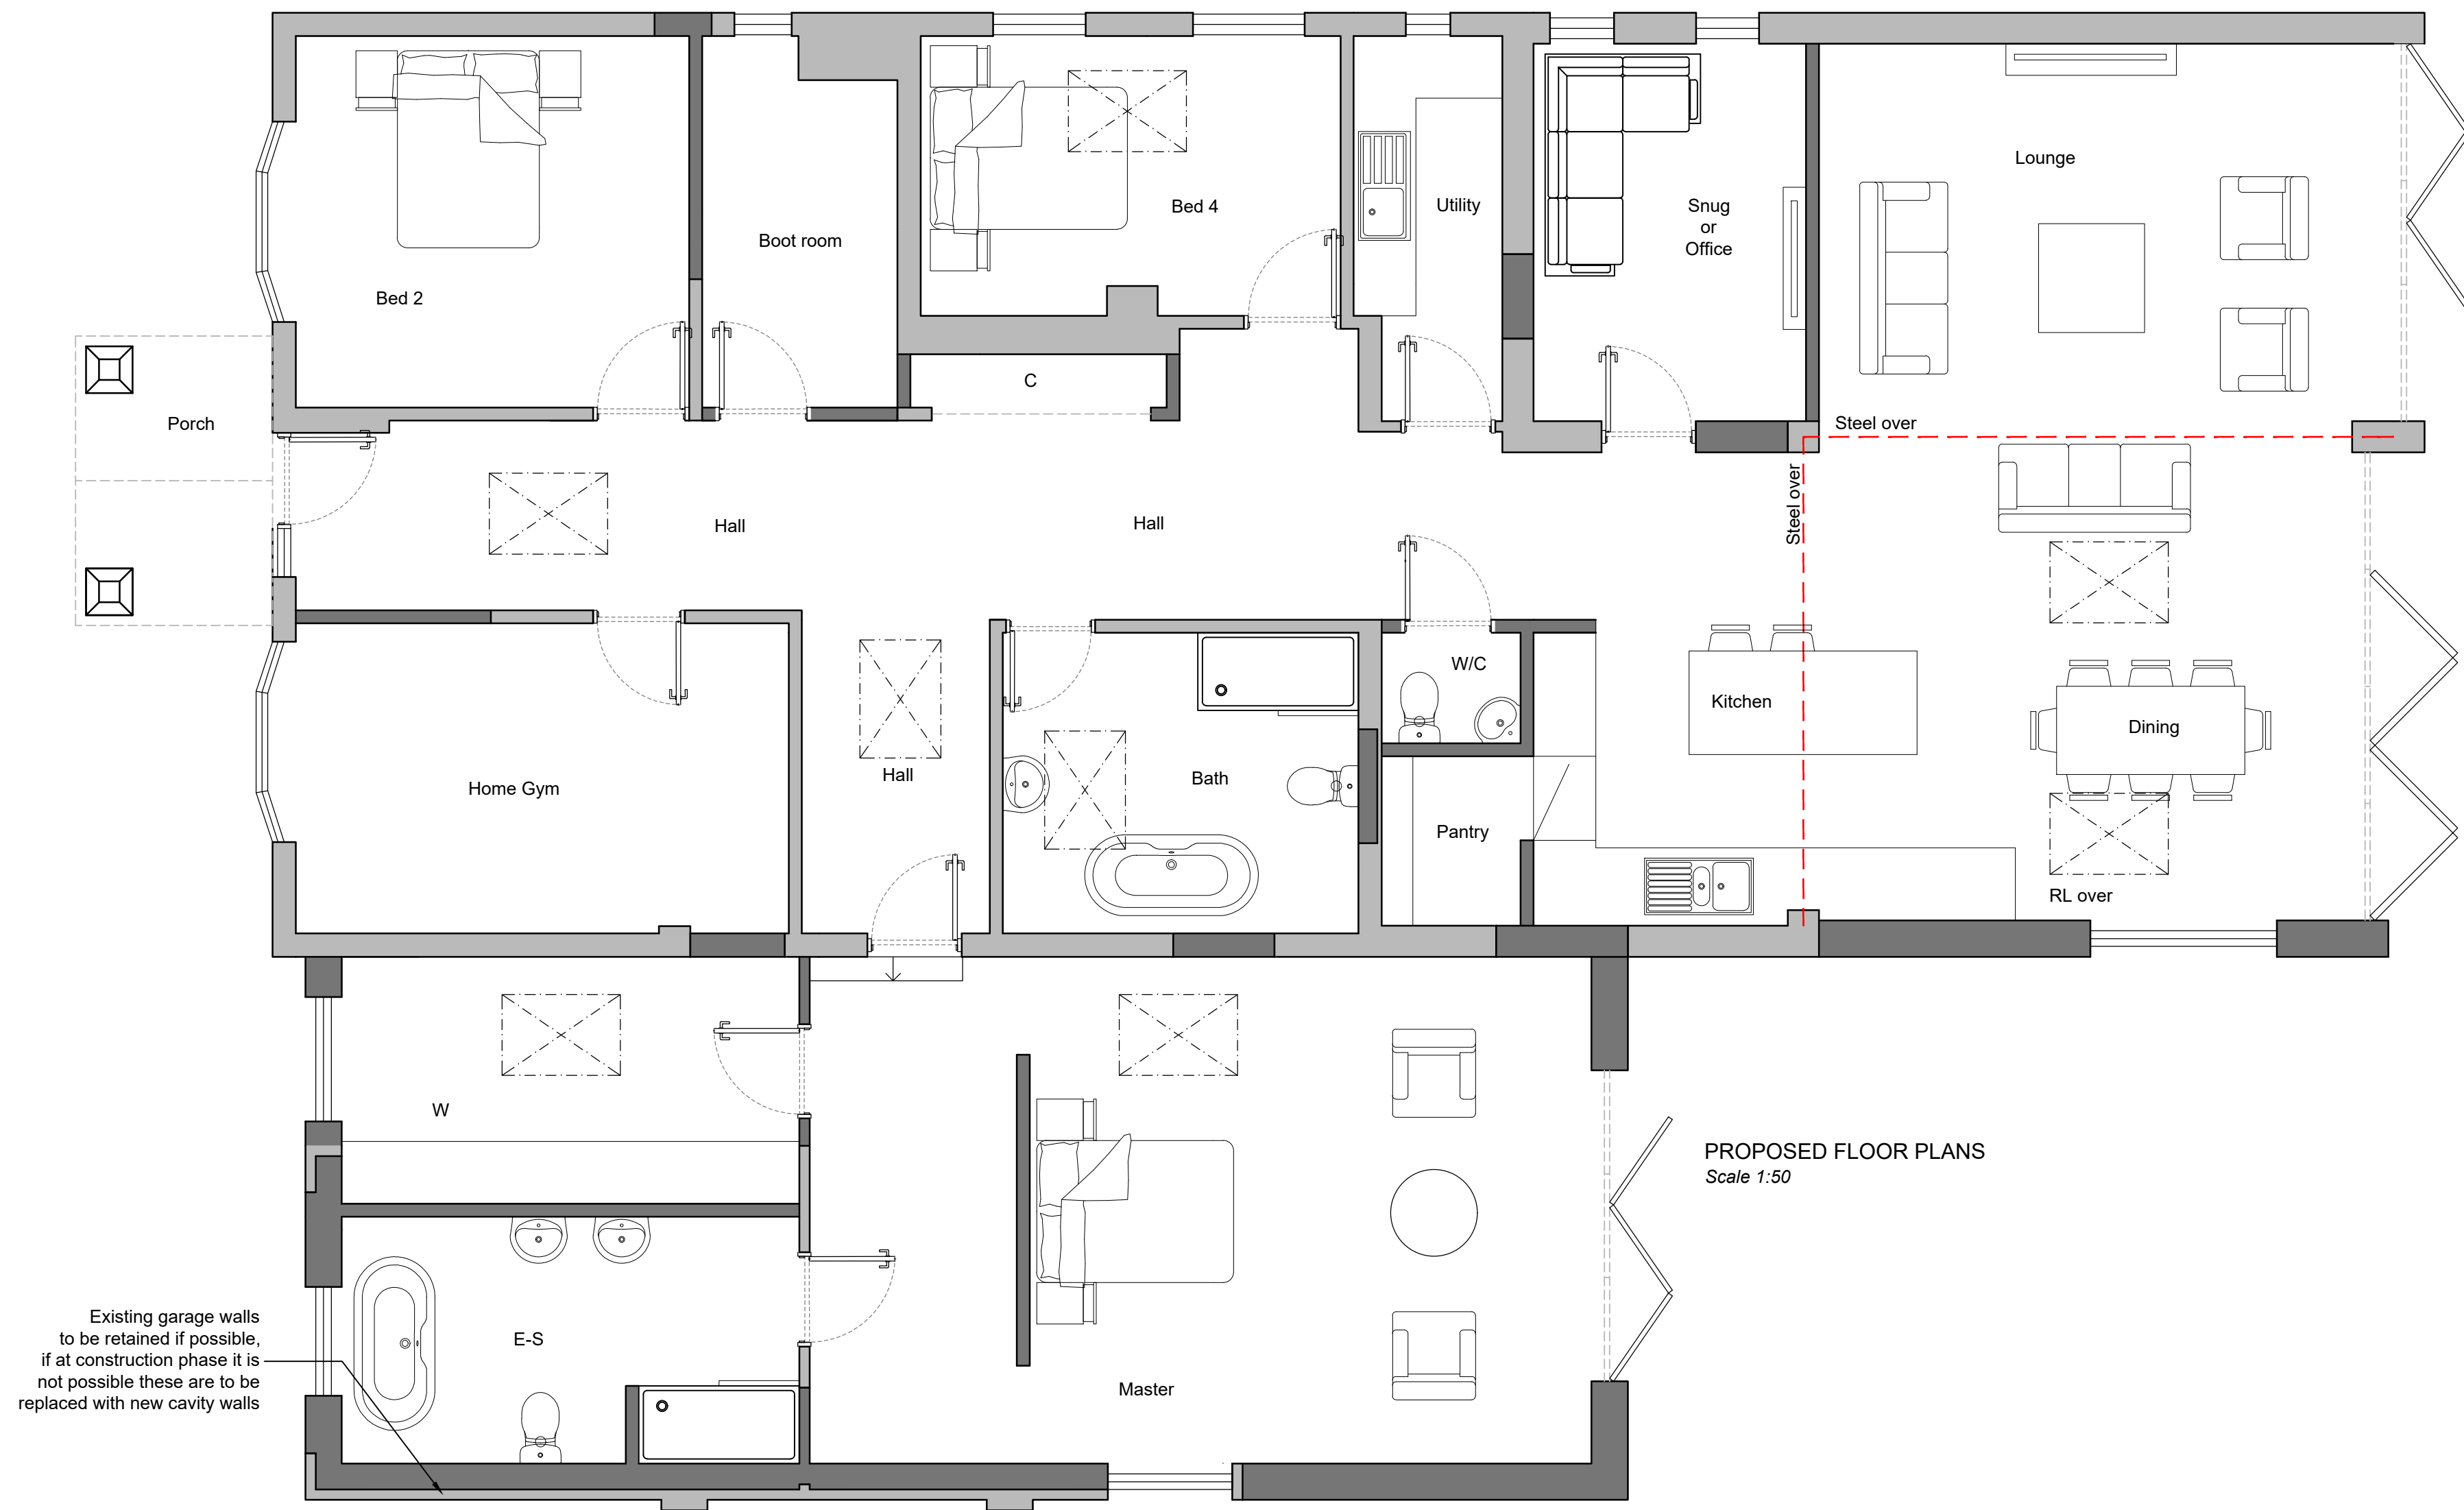 Lounge
Bed 4
Utility
Snug
or
Office
Boot room
Bed 2
C
Porch
Steel over
Steel over
Hall
Hall
W/C
Kitchen
Dining
Hall
Bath
Home Gym
Pantry
RL over
W
PROPOSED FLOOR PLANS
Scale 1:50
Existing garage walls
to be retained if possible,
if at construction phase it is
not possible these are to be
replaced with new cavity walls
E-S
Master